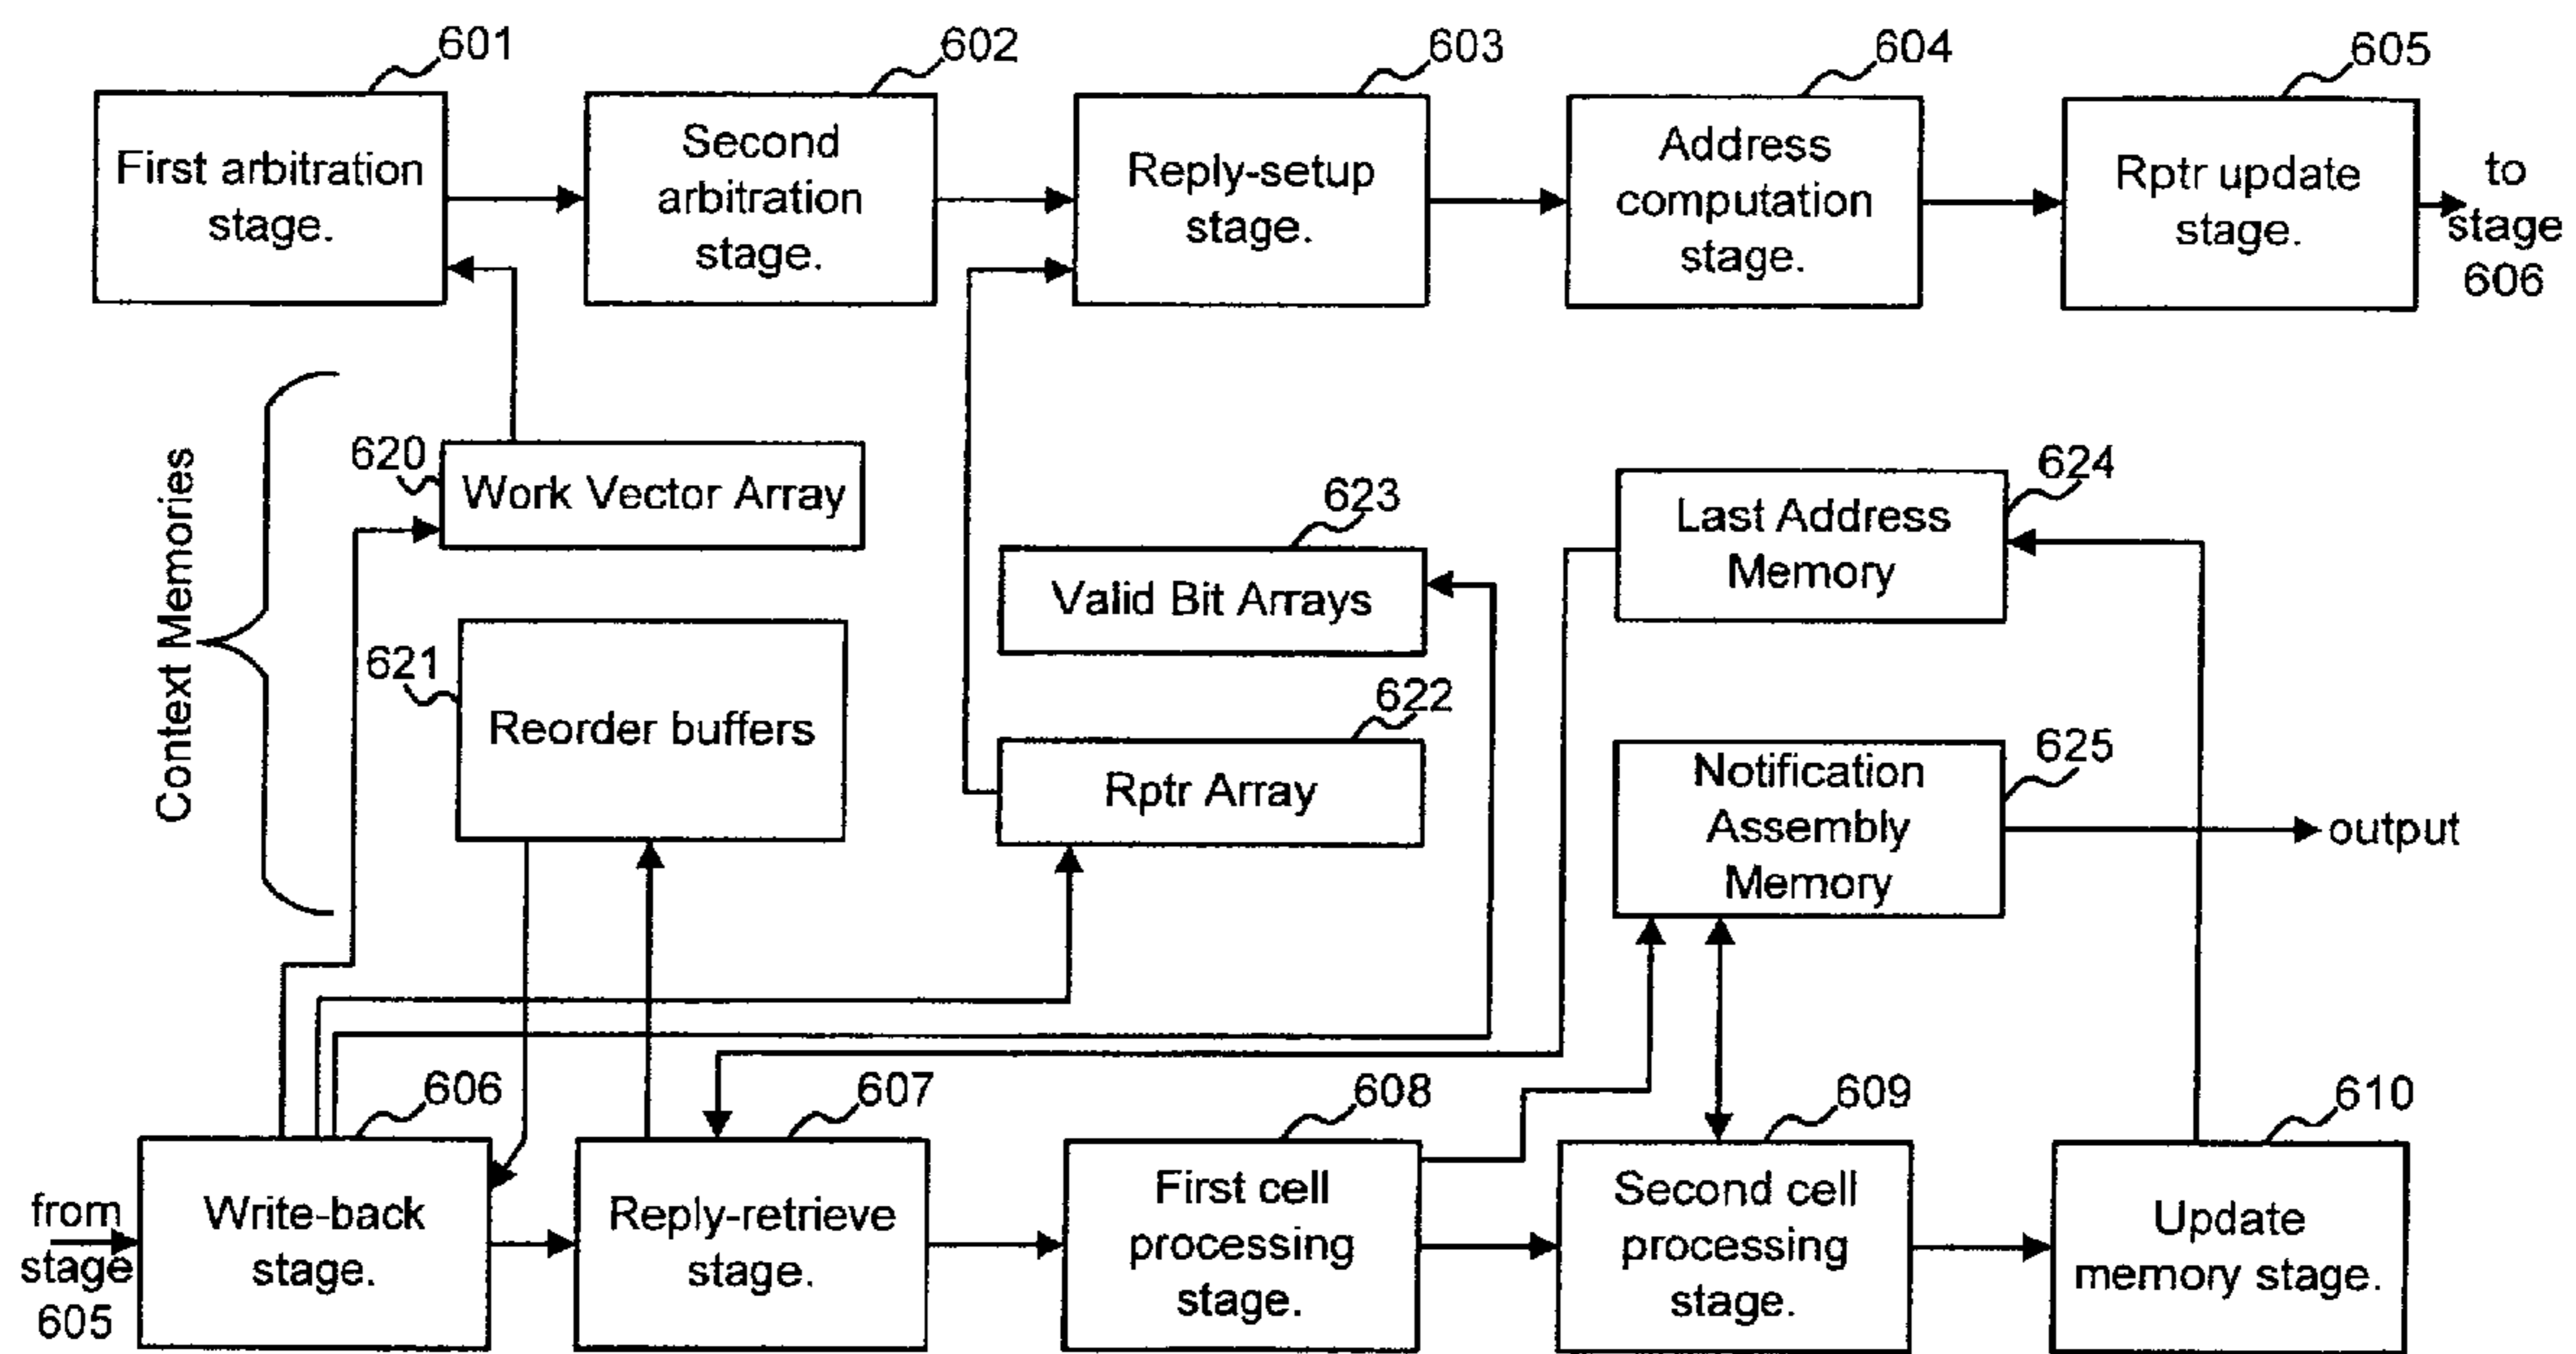 601
602
603
604
605
First arbitration
stage.
Second
arbitration
stage.
Reply-setup
stage.
Address
computation
stage.
Rptr update
stage.
to
stage
606
Context Memories
620
Work Vector Array
621
Reorder buffers
623
Valid Bit Arrays
622
Rptr Array
624
Last Address
Memory
625
Notification
Assembly
Memory
output
606
607
608
609
610
from
stage
605
Write-back
stage.
Reply-retrieve
stage.
First cell
processing
stage.
Second cell
processing
stage.
Update
memory stage.